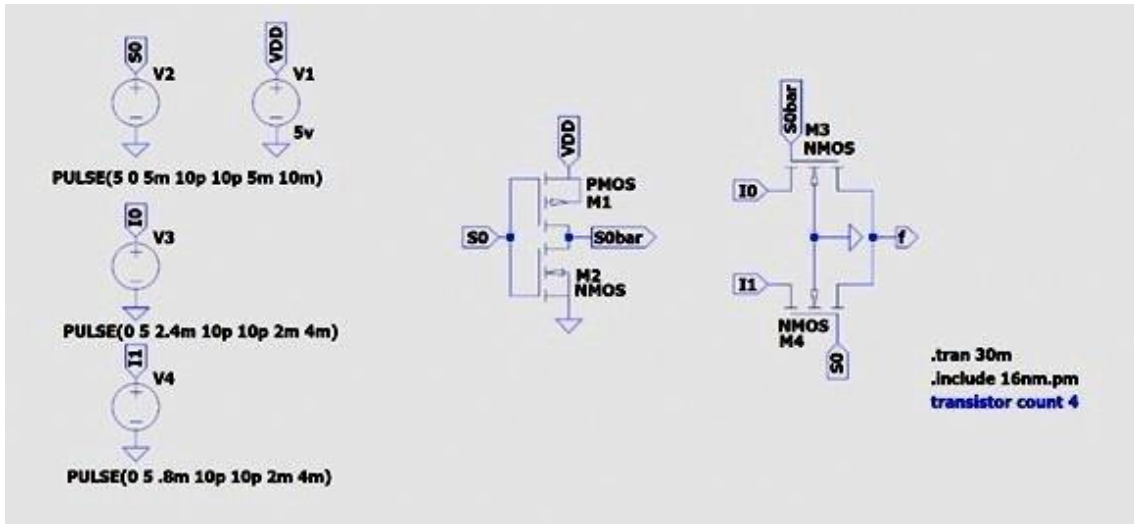 S0
V2
VDD
V1
5v
PULSE(5 0 5m 10p 10p 5m 10m)
I0
V3
PULSE(0 5 2.4m 10p 10p 2m 4m)
I1
V4
PULSE(0 5 .8m 10p 10p 2m 4m)
VDD
PMOS
M1
S0
S0bar
M2
NMOS
S0bar
M3
NMOS
I0
f
I1
NMOS
M4
S0
.tran 30m
.include 16nm.pm
transistor count 4